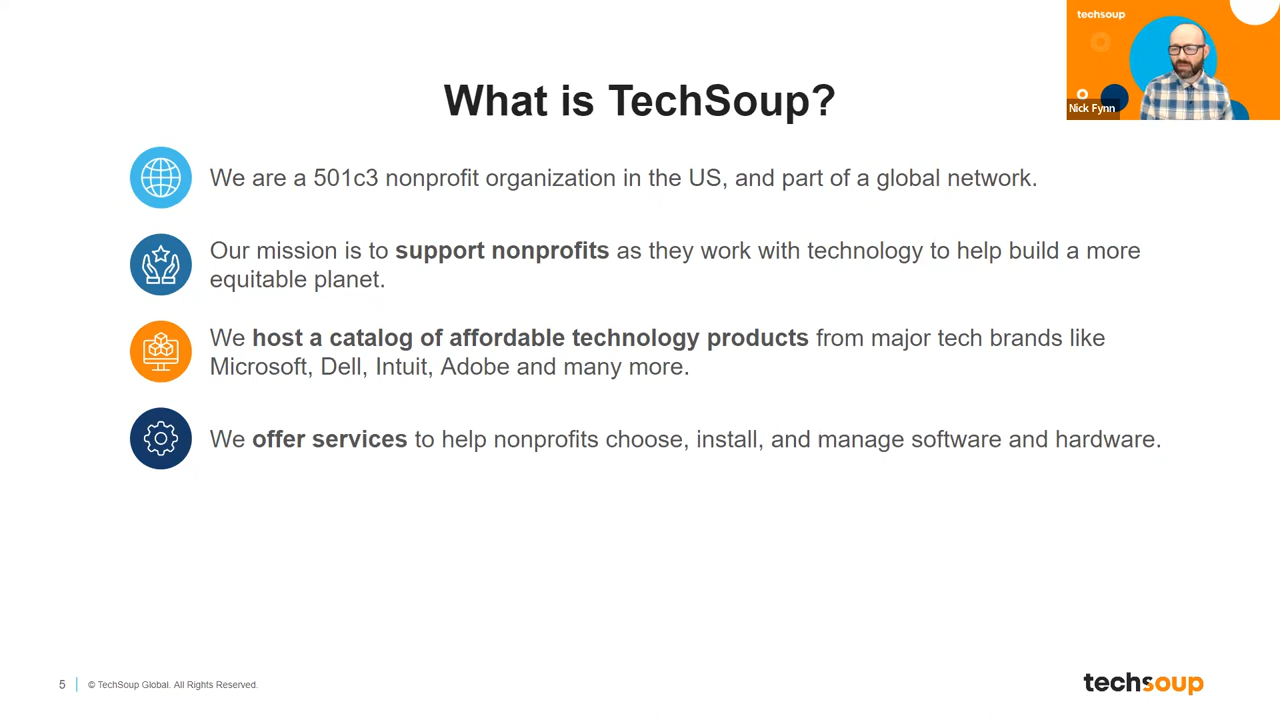 techsoup
Nick Fynn
What is TechSoup?
We are a 501c3 nonprofit organization in the US, and part of a global network.
Our mission is to support nonprofits as they work with technology to help build a more
equitable planet.
We host a catalog of affordable technology products from major tech brands like
Microsoft, Dell, Intuit, Adobe and many more.
We offer services to help nonprofits choose, install, and manage software and hardware.
5
© TechSoup Global. All Rights Reserved.
techsoup